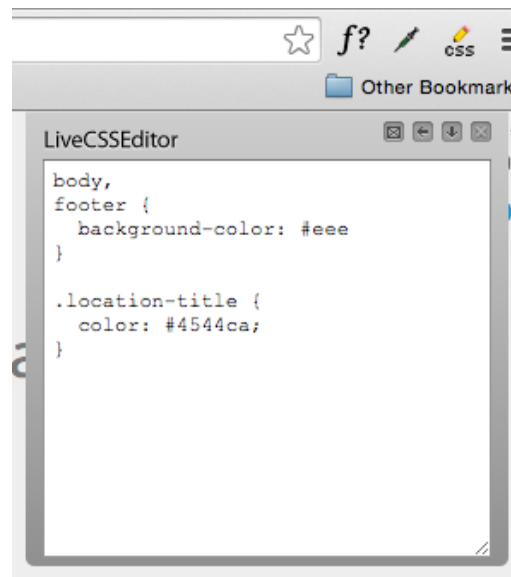 f?
css
Other Bookmark
LiveCSSEditor
body,
footer {
  background-color: #eee
}
.location-title {
  color: #4544ca;
}
a